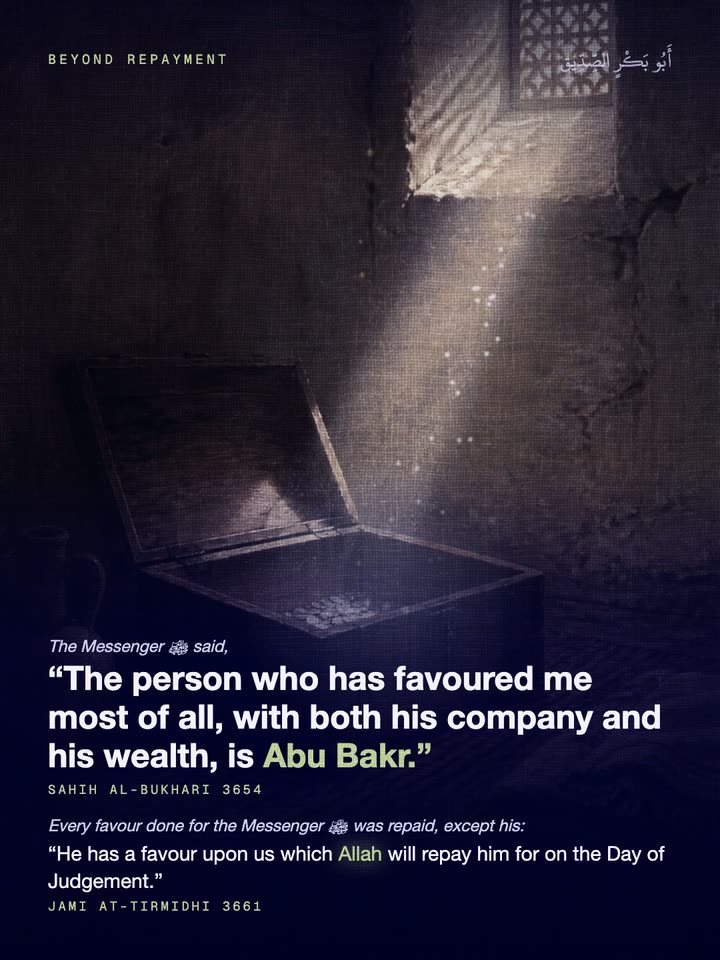 BEYOND REPAYMENT
أَبُو بَكْرٍ الصِّدِّيق
The Messenger ﷺ said,
“The person who has favoured me
most of all, with both his company and
his wealth, is Abu Bakr.”
SAHIH AL-BUKHARI 3654
Every favour done for the Messenger ﷺ was repaid, except his:
“He has a favour upon us which Allah will repay him for on the Day of
Judgement.”
JAMI AT-TIRMIDHI 3661